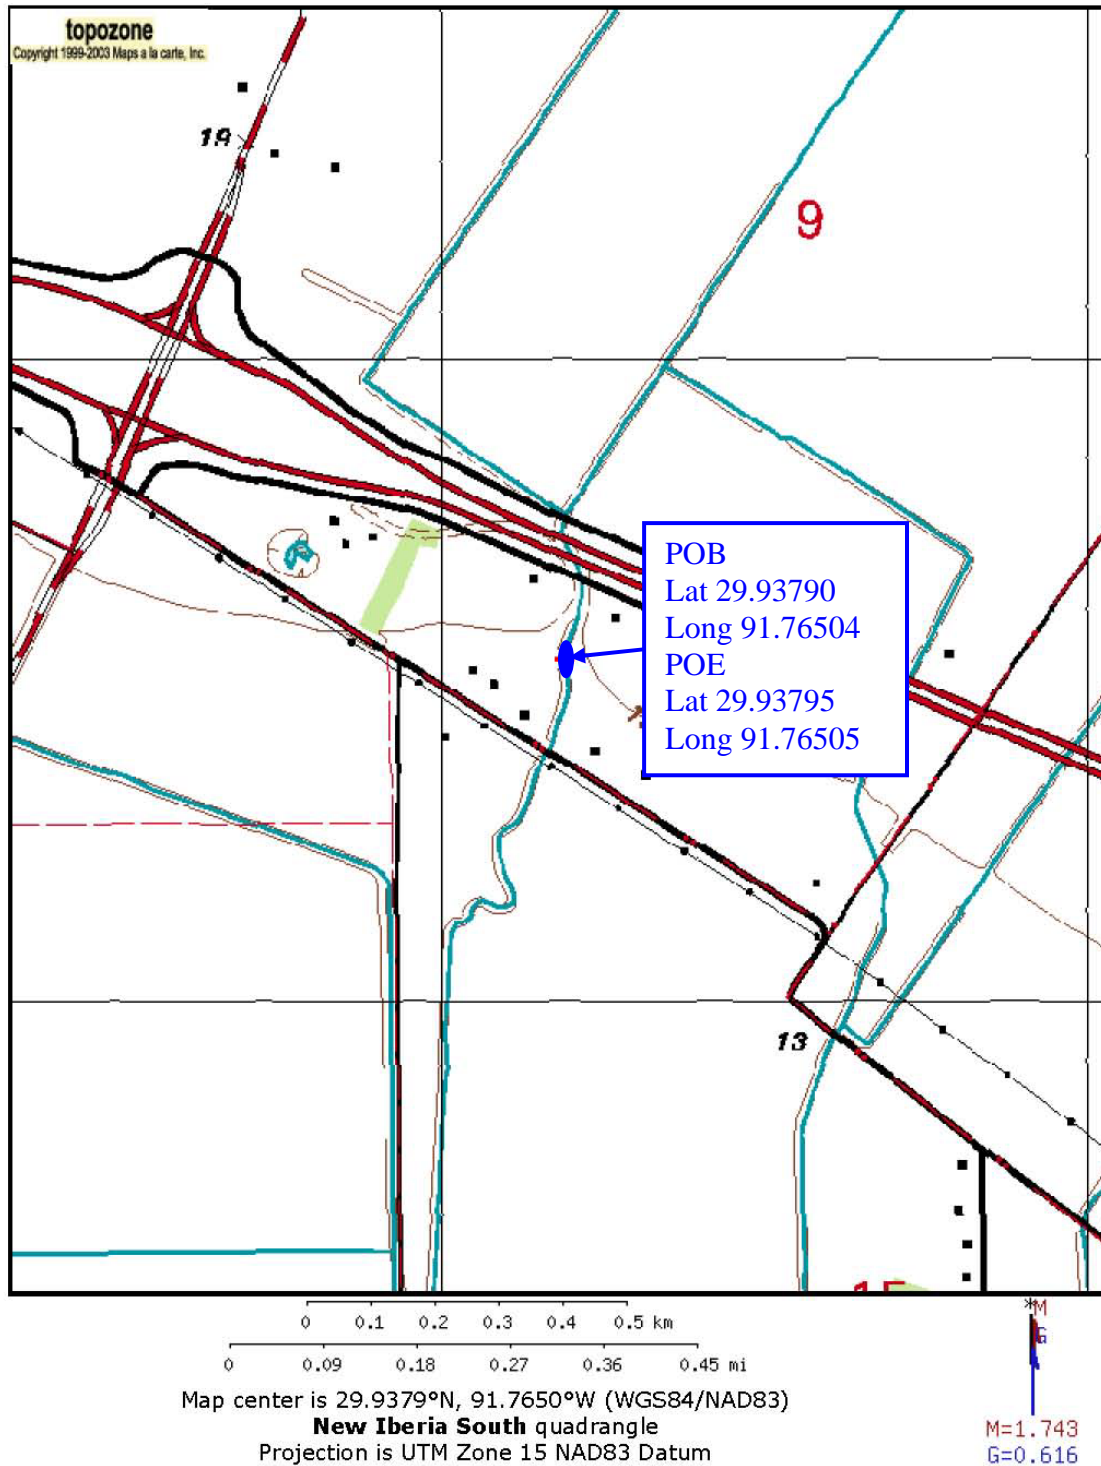 topozone
Copyright 1999-2003 Maps a la carte, Inc.
19
9
POB
Lat 29.93790
Long 91.76504
POE
Lat 29.93795
Long 91.76505
13
15
0 0.1 0.2 0.3 0.4 0.5 km
0 0.09 0.18 0.27 0.36 0.45 mi
Map center is 29.9379°N, 91.7650°W (WGS84/NAD83)
New Iberia South quadrangle
Projection is UTM Zone 15 NAD83 Datum
*M
G
M=1.743
G=0.616